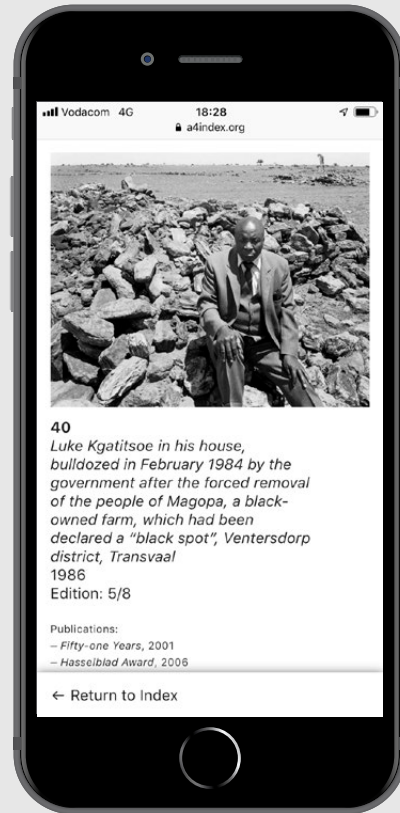 Vodacom 4G 18:28
a4index.org
40
Luke Kgatitsoe in his house,
bulldozed in February 1984 by the
government after the forced removal
of the people of Magopa, a black-
owned farm, which had been
declared a “black spot”, Ventersdorp
district, Transvaal
1986
Edition: 5/8
Publications:
– Fifty-one Years, 2001
– Hasselblad Award, 2006
← Return to Index